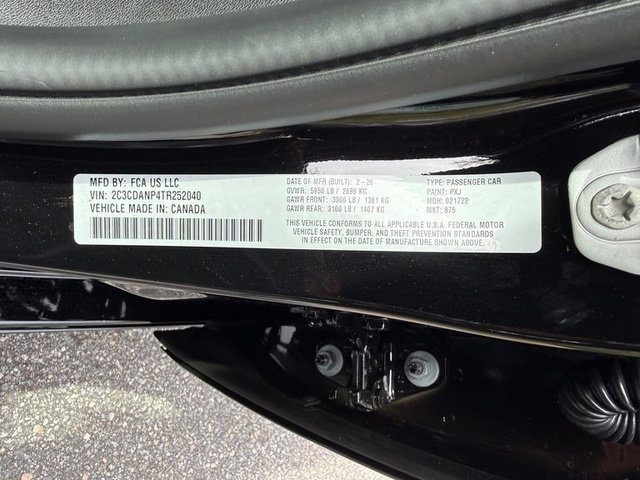 MFD BY: FCA US LLC
VIN: 2C3CDANP4TR252040
VEHICLE MADE IN: CANADA
DATE OF MFR (BUILT): 2-26
GVWR: 5950 LB / 2699 KG
GAWR FRONT: 3000 LB / 1361 KG
GAWR REAR: 3100 LB / 1407 KG
TYPE: PASSENGER CAR
PAINT: PXJ
MDH: 021722
MKT: 875
THIS VEHICLE CONFORMS TO ALL APPLICABLE U.S.A. FEDERAL MOTOR
VEHICLE SAFETY, BUMPER, AND THEFT PREVENTION STANDARDS
IN EFFECT ON THE DATE OF MANUFACTURE SHOWN ABOVE.